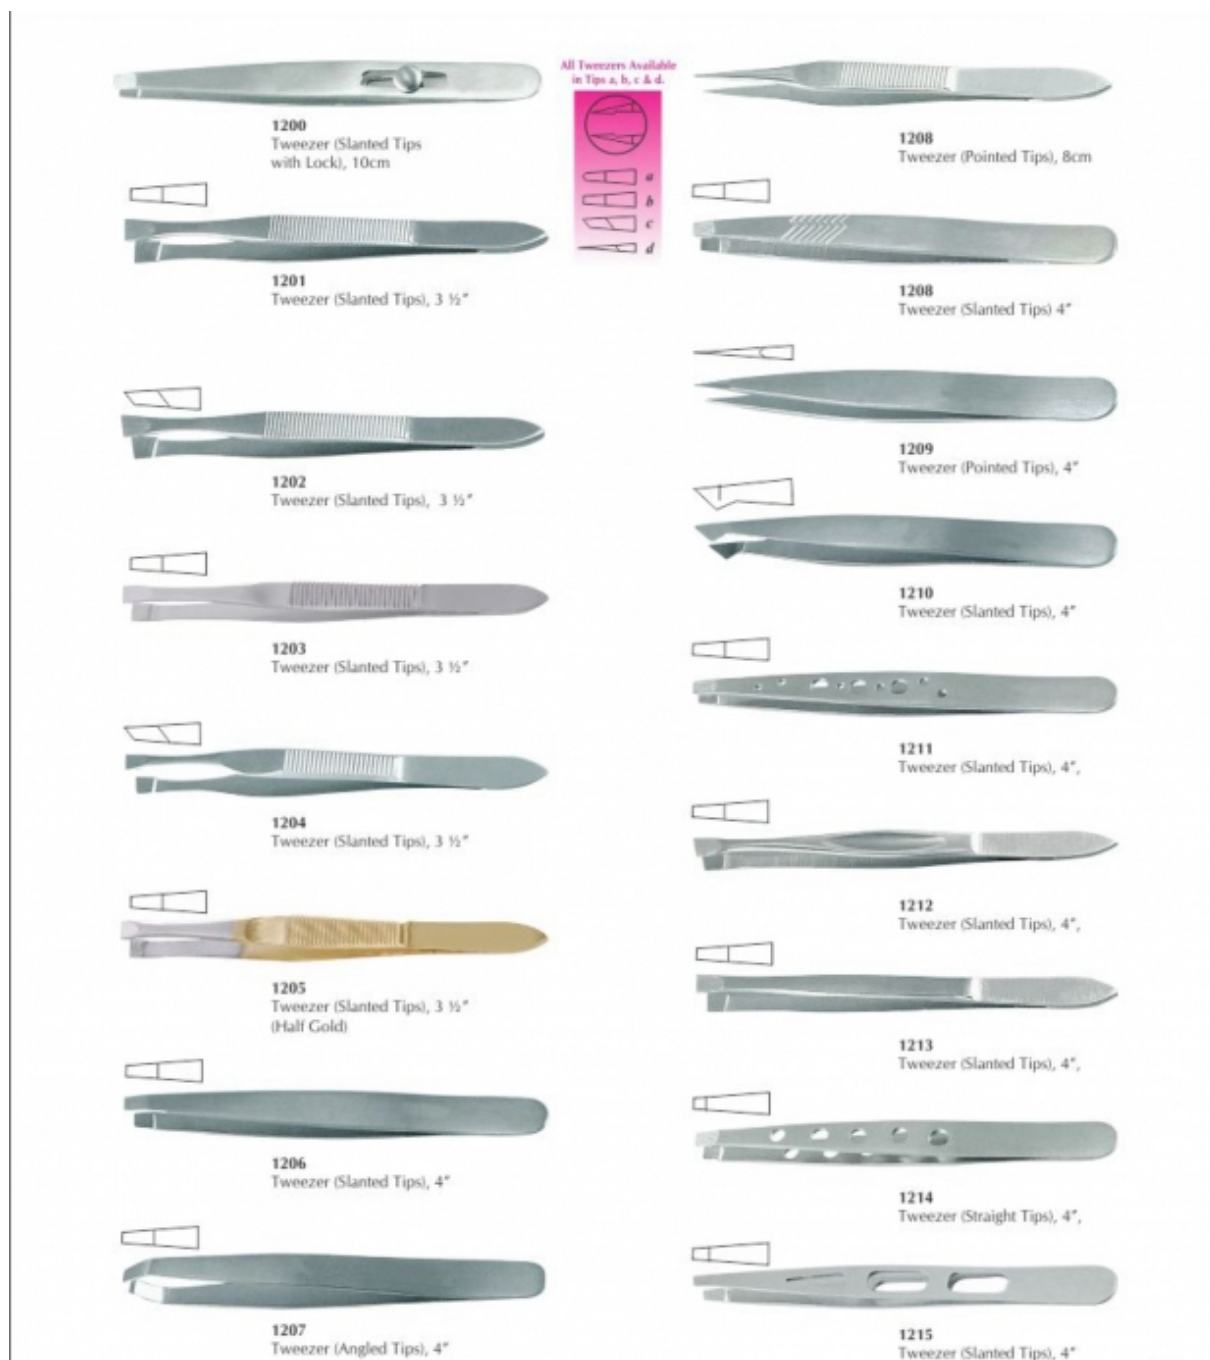 1200
Tweezer (Slanted Tips
with Lock), 10cm
1201
Tweezer (Slanted Tips), 3 ½"
1202
Tweezer (Slanted Tips), 3 ½"
1203
Tweezer (Slanted Tips), 3 ½"
1204
Tweezer (Slanted Tips), 3 ½"
1205
Tweezer (Slanted Tips), 3 ½"
(Half Gold)
1206
Tweezer (Slanted Tips), 4"
1207
Tweezer (Angled Tips), 4"
All Tweezers Available
in Tips a, b, c & d.
a
b
c
d
1208
Tweezer (Pointed Tips), 8cm
1208
Tweezer (Slanted Tips) 4"
1209
Tweezer (Pointed Tips), 4"
1210
Tweezer (Slanted Tips), 4"
1211
Tweezer (Slanted Tips), 4",
1212
Tweezer (Slanted Tips), 4",
1213
Tweezer (Slanted Tips), 4",
1214
Tweezer (Straight Tips), 4",
1215
Tweezer (Slanted Tips), 4"